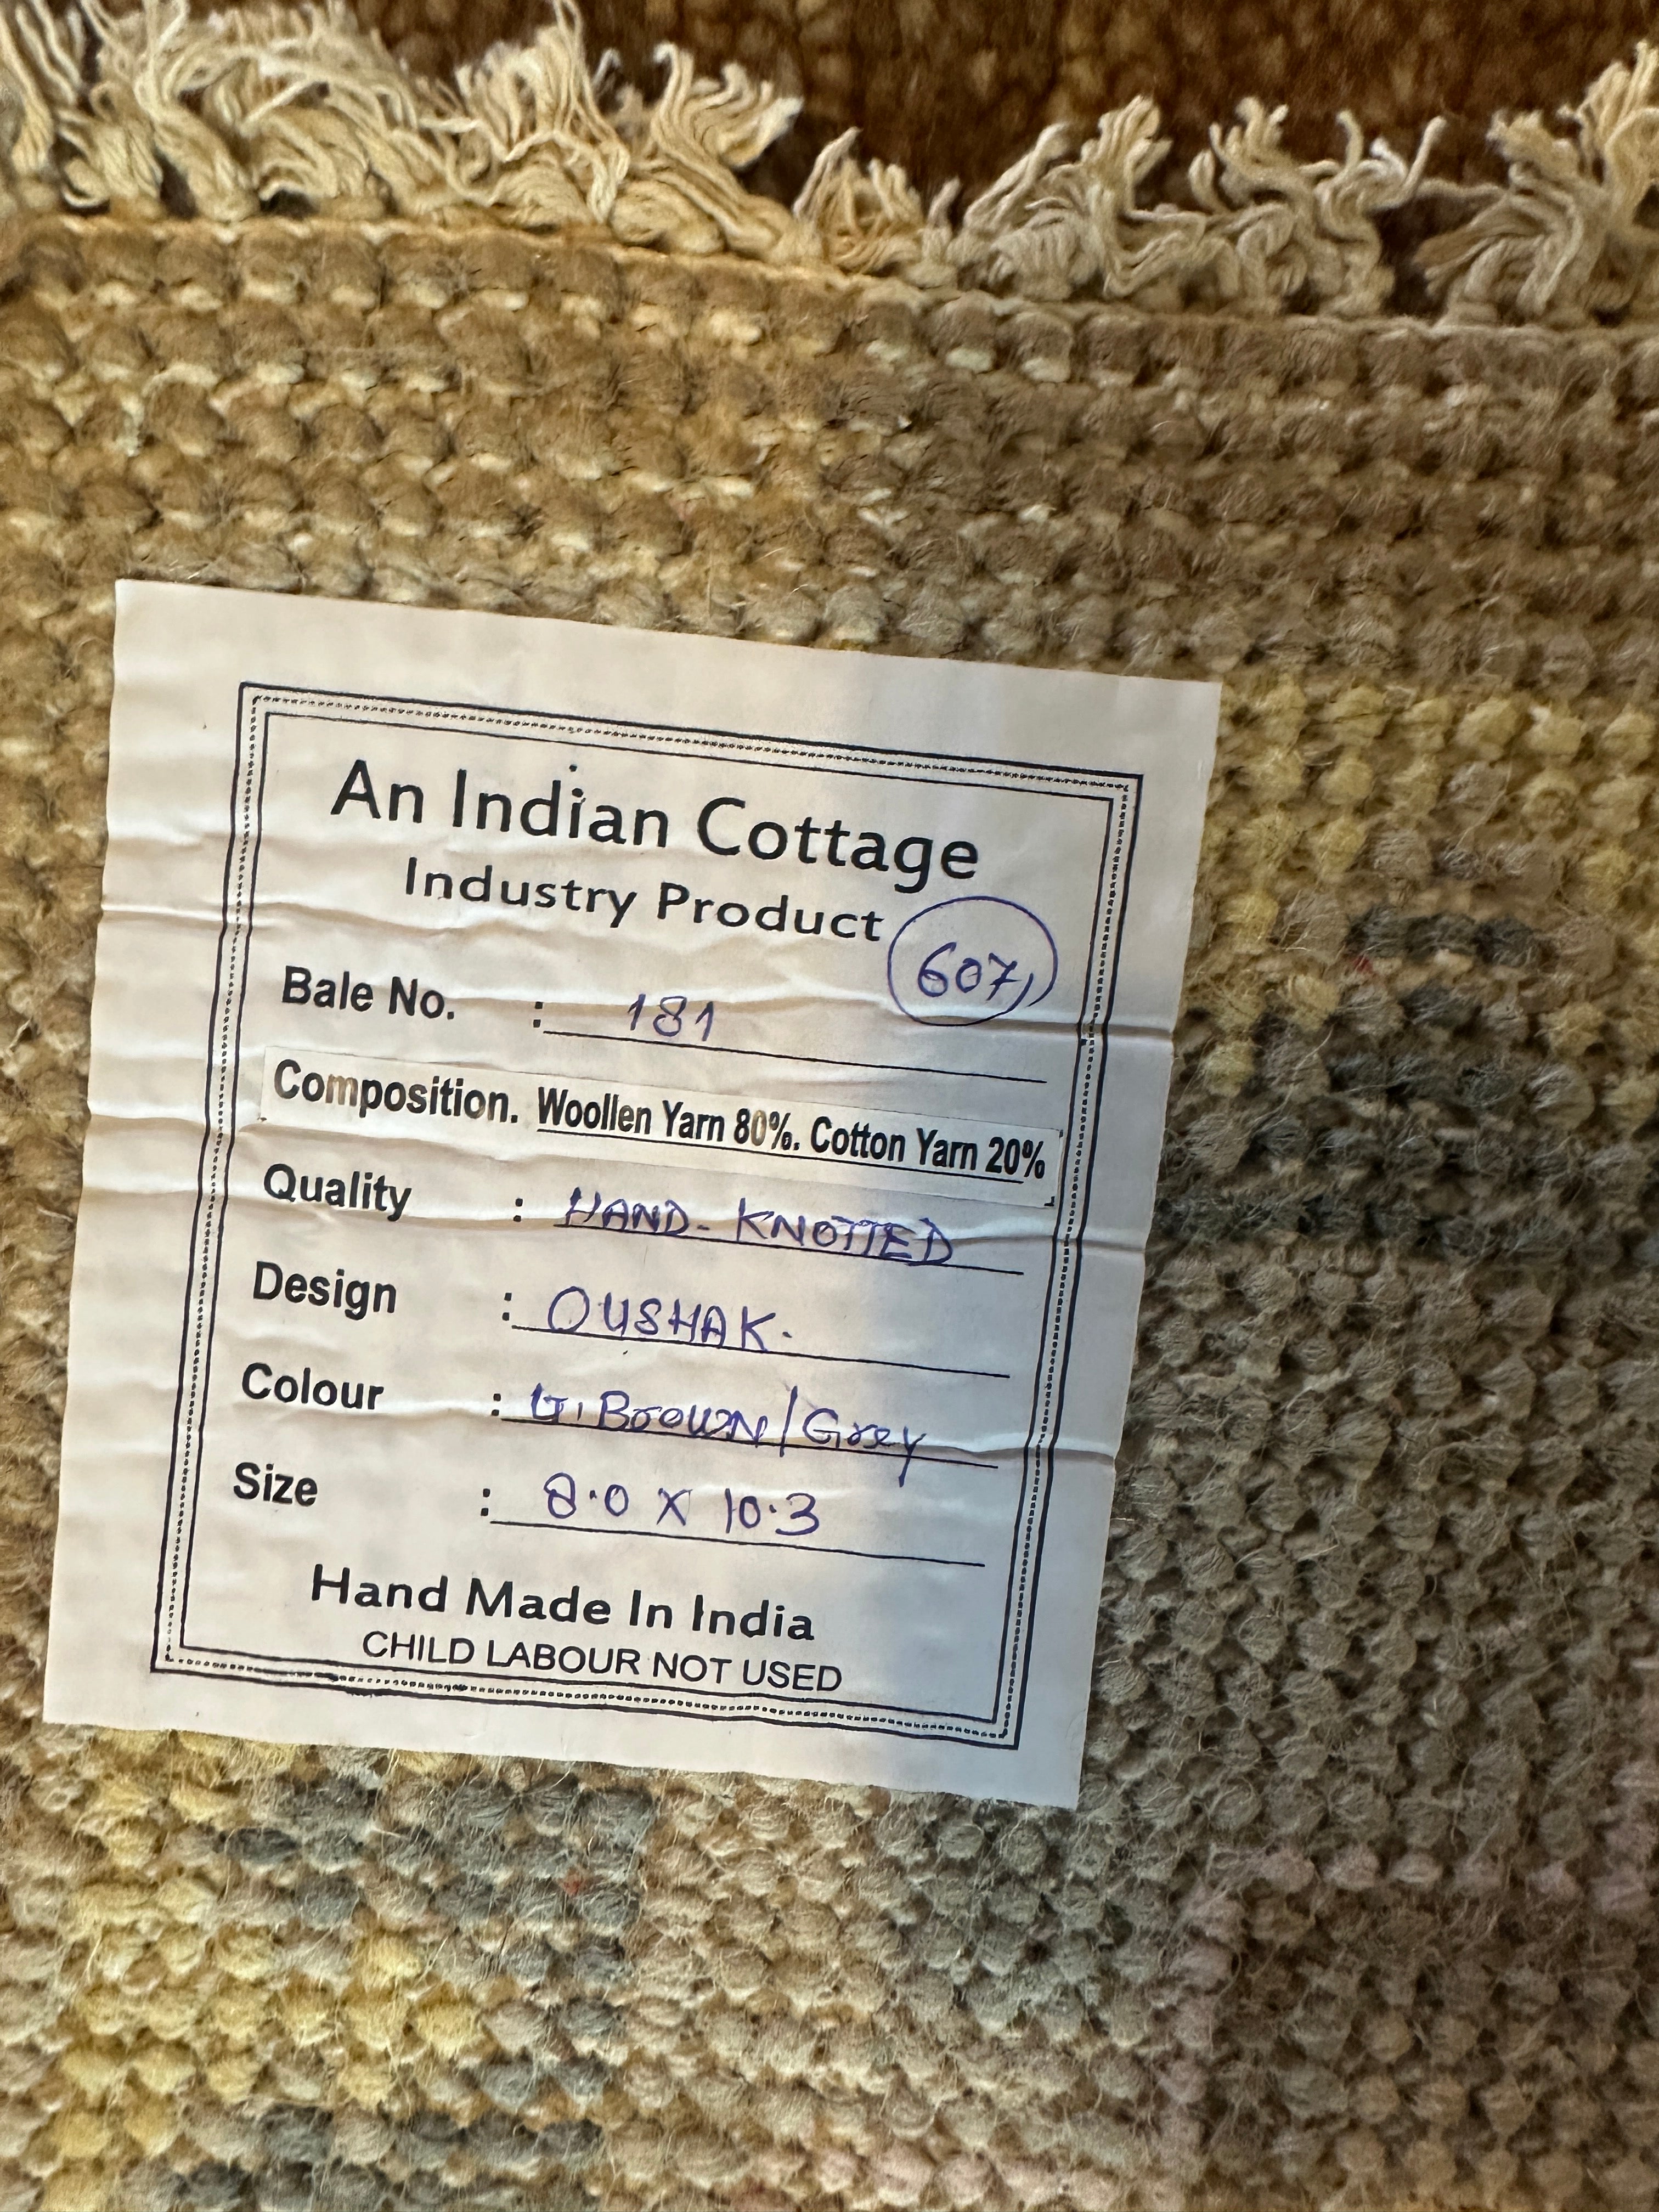 An Indian Cottage
Industry Product
607
Bale No. : 181
Composition. Woollen Yarn 80%. Cotton Yarn 20%
Quality : HAND-KNOTTED
Design : OUSHAK.
Colour : Lt. Brown/Grey
Size : 8.0 X 10.3
Hand Made In India
CHILD LABOUR NOT USED